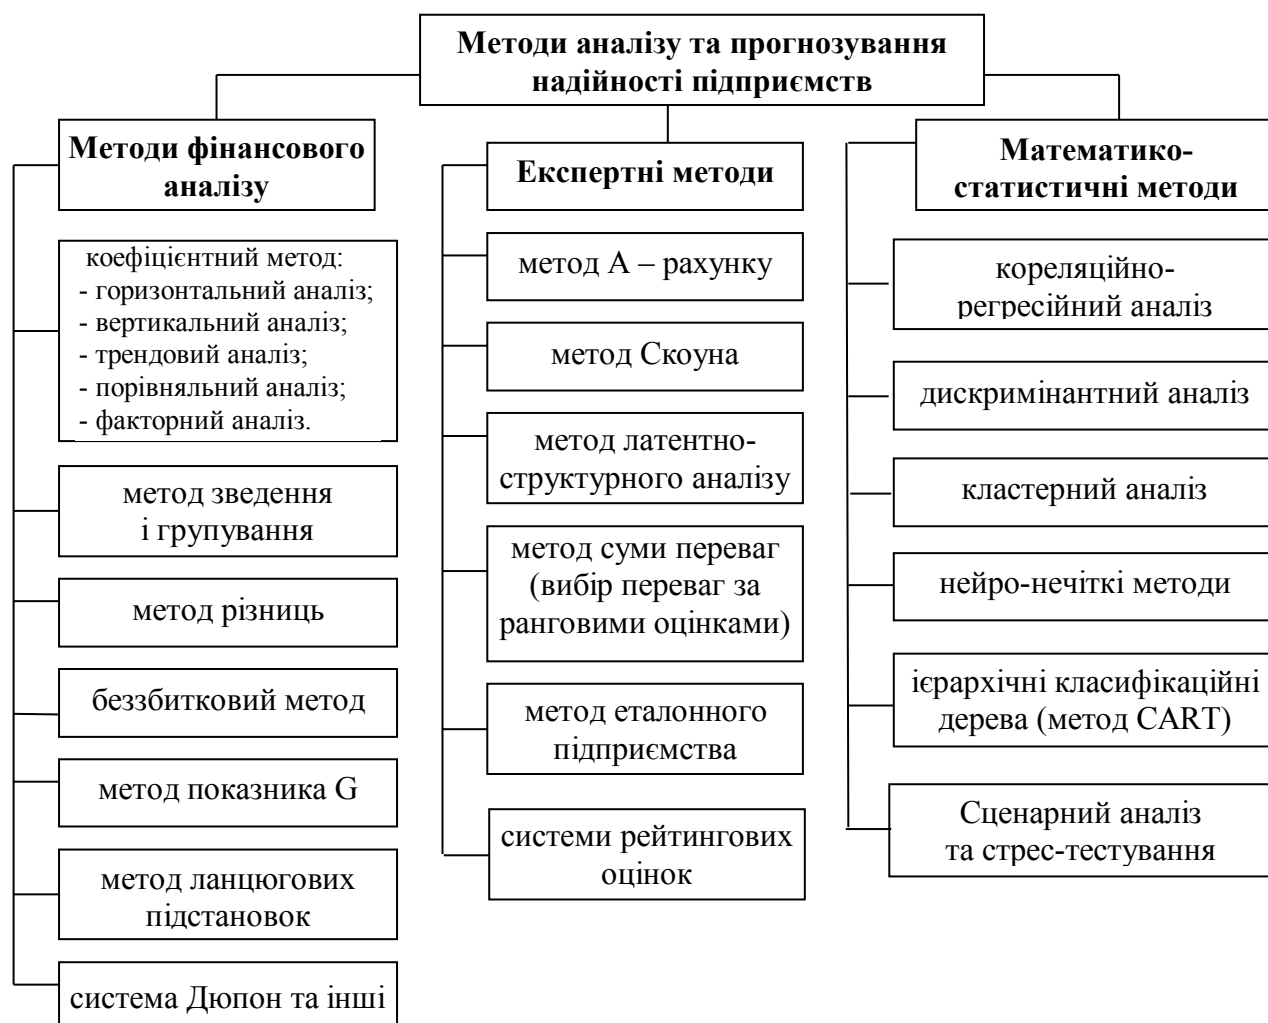 Методи аналізу та прогнозування
надійності підприємств
Методи фінансового
аналізу
коефіцієнтний метод:
- горизонтальний аналіз;
- вертикальний аналіз;
- трендовий аналіз;
- порівняльний аналіз;
- факторний аналіз.
метод зведення
і групування
метод різниць
беззбитковий метод
метод показника G
метод ланцюгових
підстановок
система Дюпон та інші
Експертні методи
метод А – рахунку
метод Скоуна
метод латентно-
структурного аналізу
метод суми переваг
(вибір переваг за
ранговими оцінками)
метод еталонного
підприємства
системи рейтингових
оцінок
Математико-
статистичні методи
кореляційно-
регресійний аналіз
дискримінантний аналіз
кластерний аналіз
нейро-нечіткі методи
ієрархічні класифікаційні
дерева (метод CART)
Сценарний аналіз
та стрес-тестування